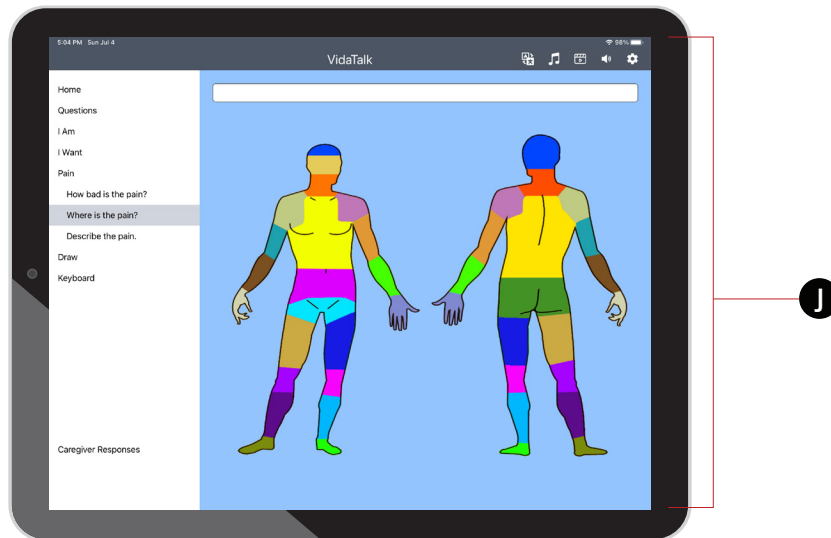 5:04 PM Sun Jul 4
98%
VidaTalk
Home
Questions
I Am
I Want
Pain
How bad is the pain?
Where is the pain?
Describe the pain.
Draw
Keyboard
Caregiver Responses
J